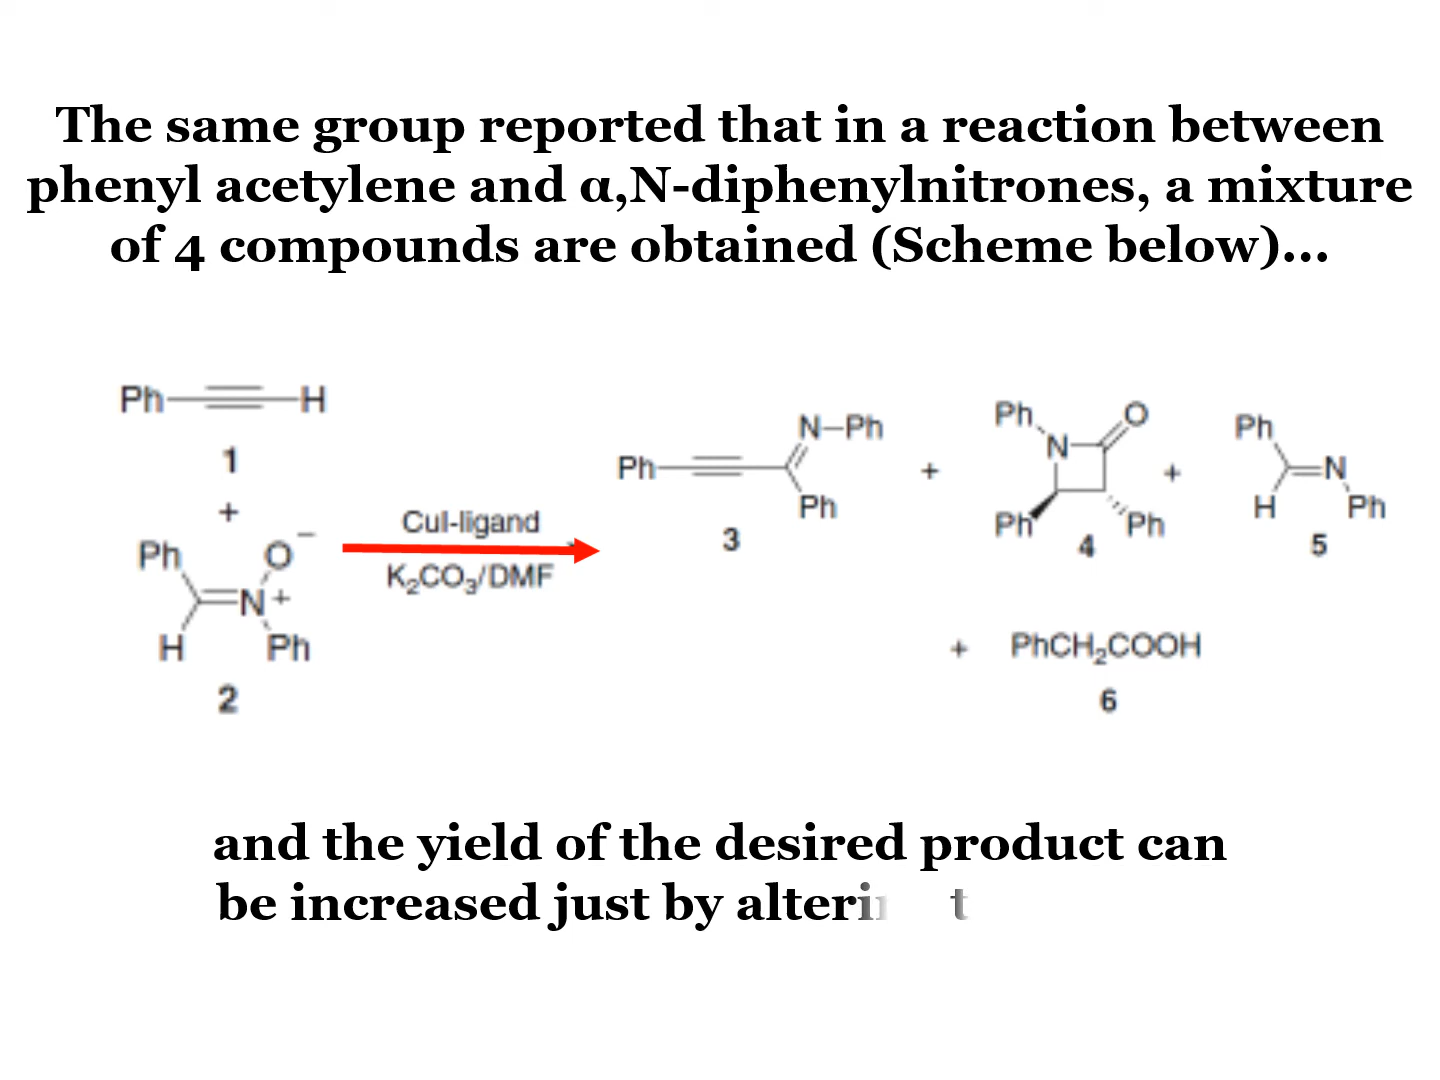 The same group reported that in a reaction between
phenyl acetylene and α,N-diphenylnitrones, a mixture
of 4 compounds are obtained (Scheme below)...
Ph H
1
+
Ph O⁻
N +
H Ph
2
CuI-ligand
K₂CO₃/DMF
N–Ph
Ph
Ph
3
+
Ph O
N
Ph Ph
4
+
Ph
N
H Ph
5
+ PhCH₂COOH
6
and the yield of the desired product can
be increased just by